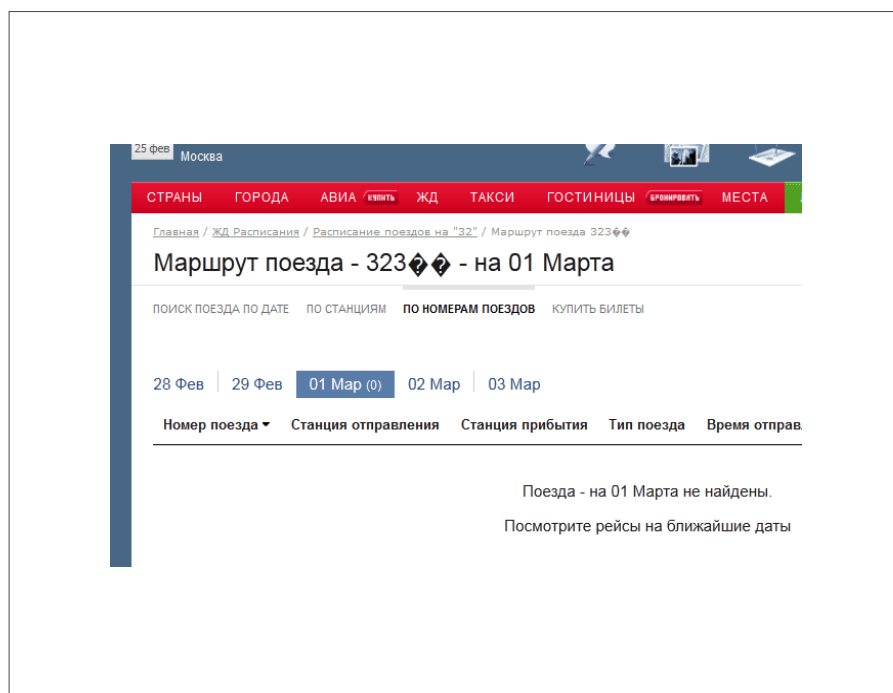 25 фев
Москва
СТРАНЫ ГОРОДА АВИА КУПИТЬ ЖД ТАКСИ ГОСТИНИЦЫ БРОНИРОВАТЬ МЕСТА
Главная / ЖД Расписания / Расписание поездов на "32" / Маршрут поезда 323��
Маршрут поезда - 323�� - на 01 Марта
ПОИСК ПОЕЗДА ПО ДАТЕ ПО СТАНЦИЯМ ПО НОМЕРАМ ПОЕЗДОВ КУПИТЬ БИЛЕТЫ
28 Фев 29 Фев 01 Мар (0) 02 Мар 03 Мар
Номер поезда Станция отправления Станция прибытия Тип поезда Время отправ
Поезда - на 01 Марта не найдены.
Посмотрите рейсы на ближайшие даты